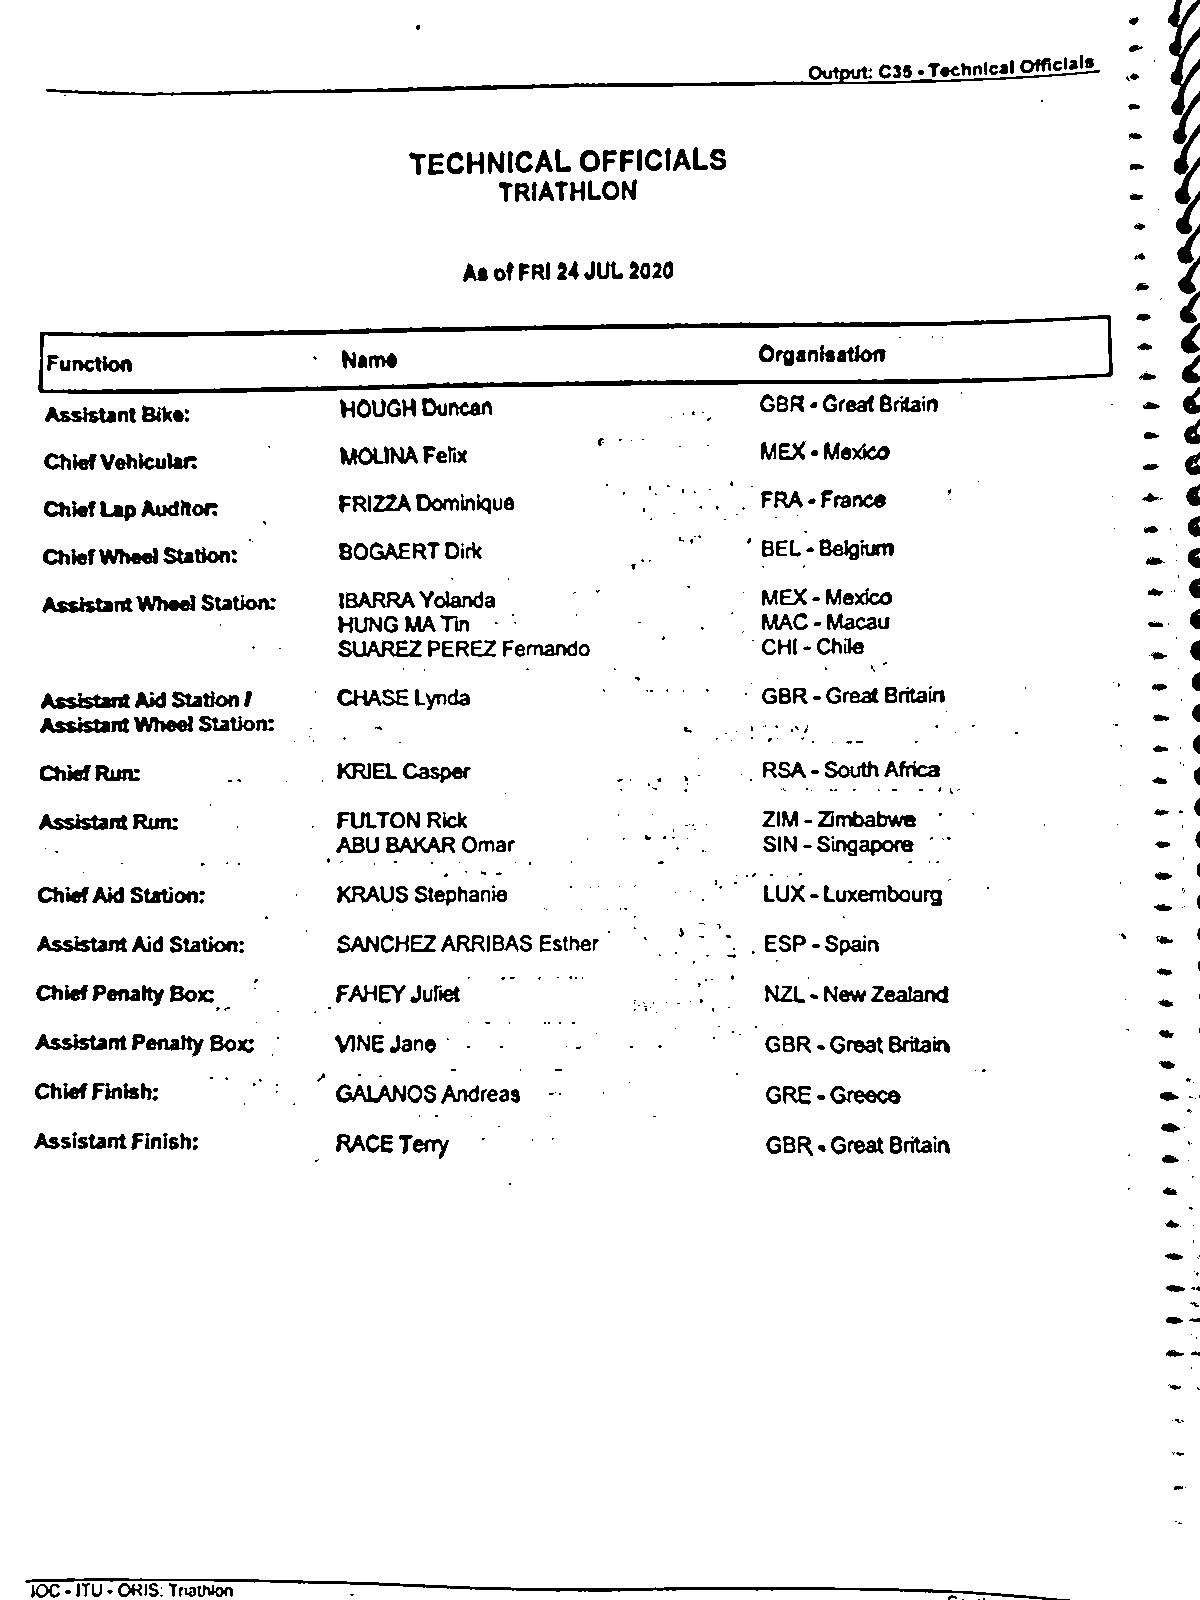 Output: C35 - Technical Officials
TECHNICAL OFFICIALS
TRIATHLON
As of FRI 24 JUL 2020
Function Name Organisation
Assistant Bike: HOUGH Duncan GBR - Great Britain
Chief Vehicular: MOLINA Felix MEX - Mexico
Chief Lap Auditor: FRIZZA Dominique FRA - France
Chief Wheel Station: BOGAERT Dirk BEL - Belgium
Assistant Wheel Station: IBARRA Yolanda MEX - Mexico
HUNG MA Tin MAC - Macau
SUAREZ PEREZ Fernando CHI - Chile
Assistant Aid Station / CHASE Lynda GBR - Great Britain
Assistant Wheel Station:
Chief Run: KRIEL Casper RSA - South Africa
Assistant Run: FULTON Rick ZIM - Zimbabwe
ABU BAKAR Omar SIN - Singapore
Chief Aid Station: KRAUS Stephanie LUX - Luxembourg
Assistant Aid Station: SANCHEZ ARRIBAS Esther ESP - Spain
Chief Penalty Box: FAHEY Juliet NZL - New Zealand
Assistant Penalty Box: VINE Jane GBR - Great Britain
Chief Finish: GALANOS Andreas GRE - Greece
Assistant Finish: RACE Terry GBR - Great Britain
IOC - ITU - ORIS: Triathlon